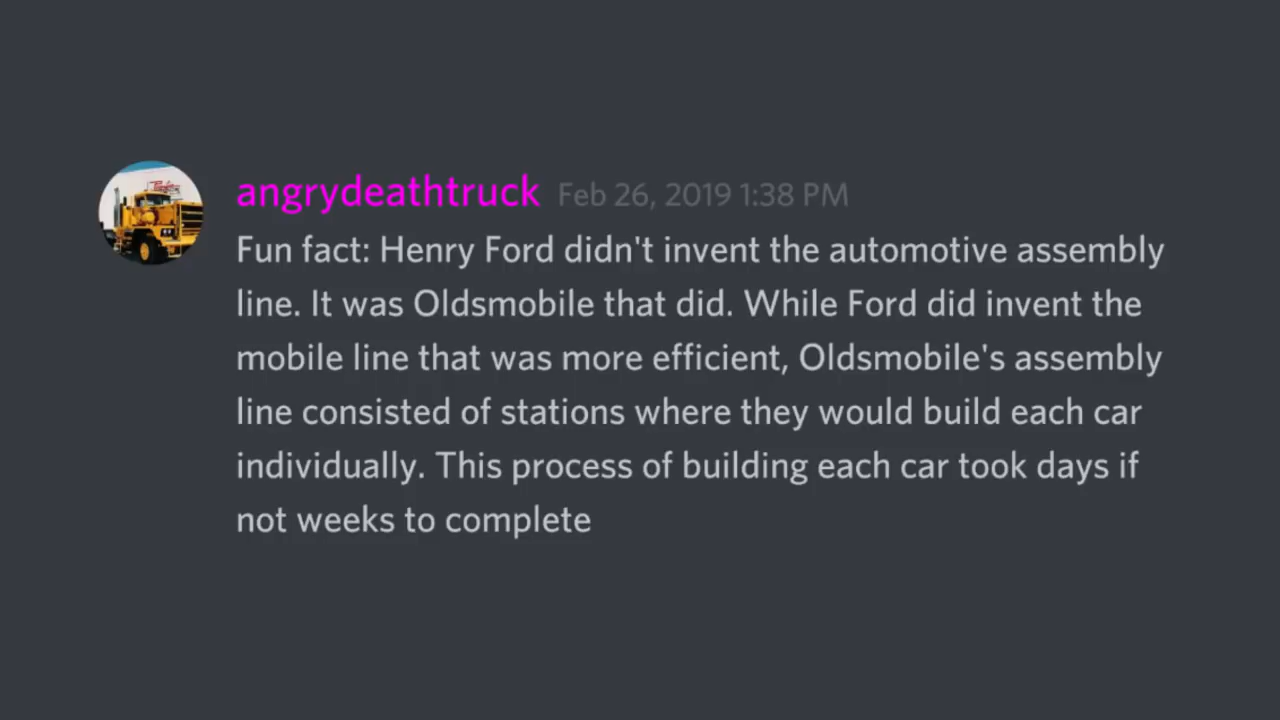 angrydeathtruck Feb 26, 2019 1:38 PM
Fun fact: Henry Ford didn't invent the automotive assembly
line. It was Oldsmobile that did. While Ford did invent the
mobile line that was more efficient, Oldsmobile's assembly
line consisted of stations where they would build each car
individually. This process of building each car took days if
not weeks to complete